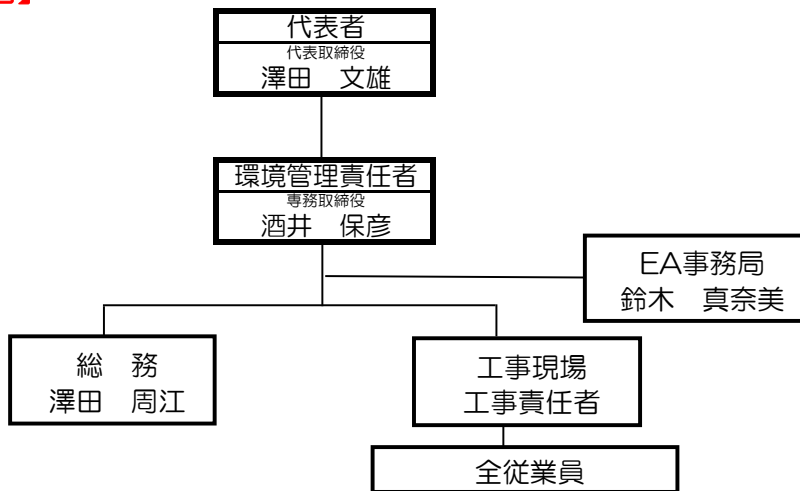 代表者
代表取締役
澤田　文雄
環境管理責任者
専務取締役
酒井　保彦
EA事務局
鈴木　真奈美
総　務
澤田　周江
工事現場
工事責任者
全従業員